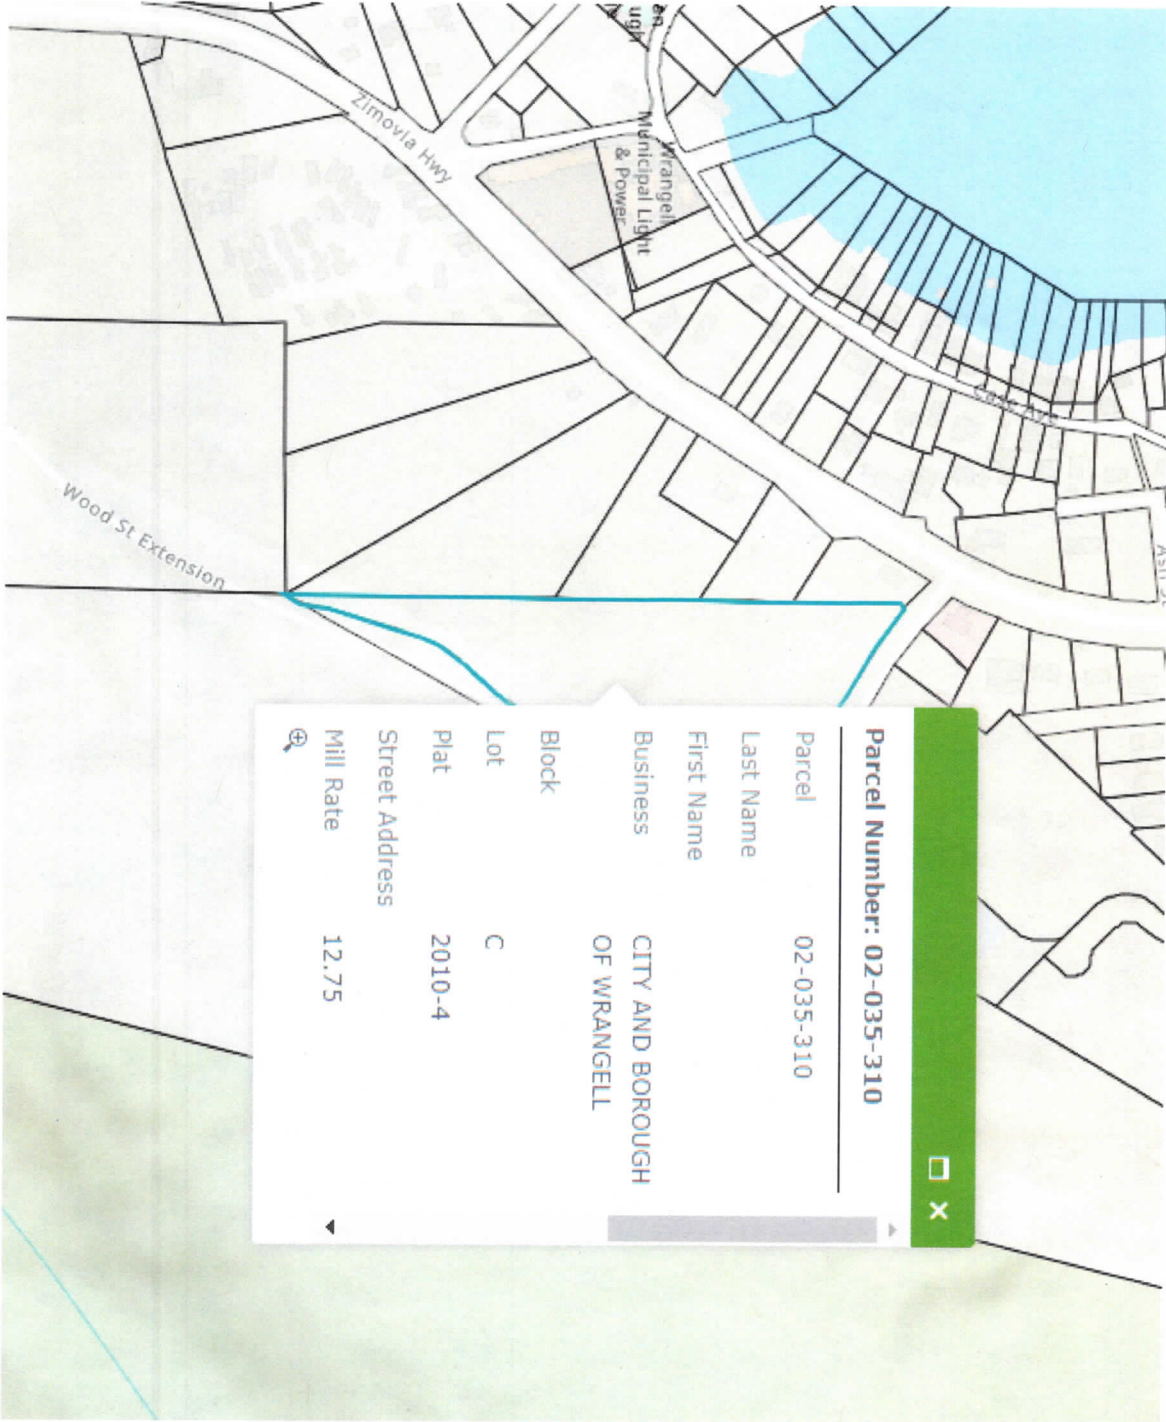 Parcel Number: 02-035-310
Parcel 02-035-310
Last Name
First Name
Business CITY AND BOROUGH
OF WRANGELL
Block
Lot C
Plat 2010-4
Street Address
Mill Rate 12.75
Zimovia Hwy
Wrangell
Municipal Light
& Power
en
ugh
Case Ave
Wood St Extension